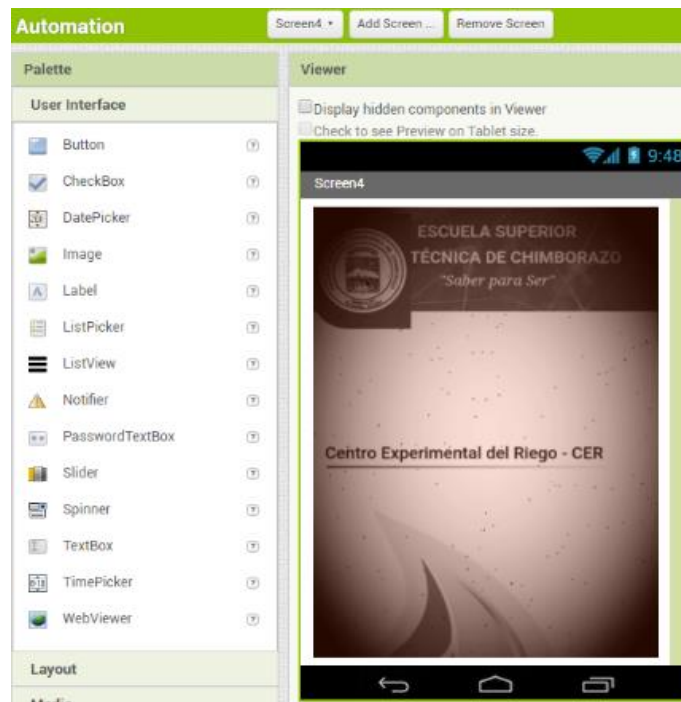 Automation
Screen4
Add Screen ...
Remove Screen
Palette
Viewer
User Interface
Display hidden components in Viewer
Check to see Preview on Tablet size.
Button
CheckBox
DatePicker
Image
Label
ListPicker
ListView
Notifier
PasswordTextBox
Slider
Spinner
TextBox
TimePicker
WebViewer
Layout
9:48
Screen4
ESCUELA SUPERIOR
TÉCNICA DE CHIMBORAZO
"Saber para Ser"
Centro Experimental del Riego - CER